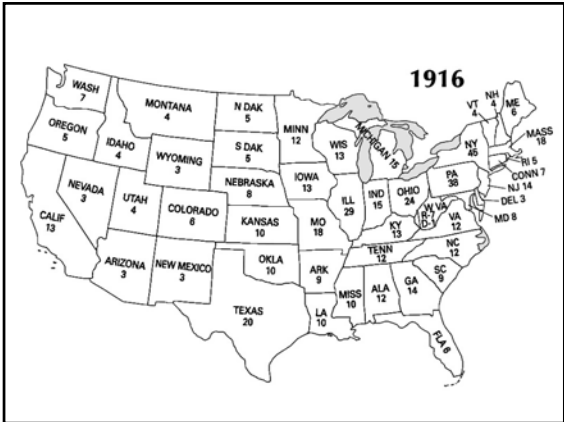 1916
WASH
7
OREGON
5
CALIF
13
NEVADA
3
IDAHO
4
MONTANA
4
WYOMING
3
UTAH
4
COLORADO
6
ARIZONA
3
NEW MEXICO
3
N DAK
5
S DAK
5
NEBRASKA
8
KANSAS
10
OKLA
10
TEXAS
20
MINN
12
IOWA
13
MO
18
ARK
9
LA
10
WIS
13
ILL
29
MICHIGAN 15
IND
15
OHIO
24
KY
13
TENN
12
MISS
10
ALA
12
GA
14
FLA 6
SC
9
NC
12
VA
12
W VA
R-7
D-1
PA
38
NY
45
VT
4
NH
4
ME
6
MASS
18
RI 5
CONN 7
NJ 14
DEL 3
MD 8